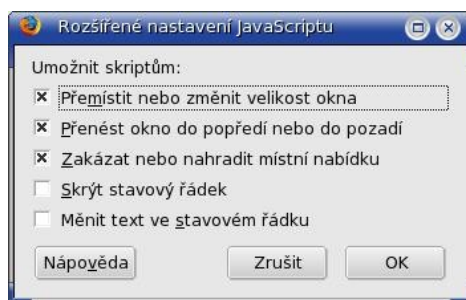 Rozšířené nastavení JavaScriptu
Umožnit skriptům:
Přemístit nebo změnit velikost okna
Přenést okno do popředí nebo do pozadí
Zakázat nebo nahradit místní nabídku
Skrýt stavový řádek
Měnit text ve stavovém řádku
Nápověda Zrušit OK